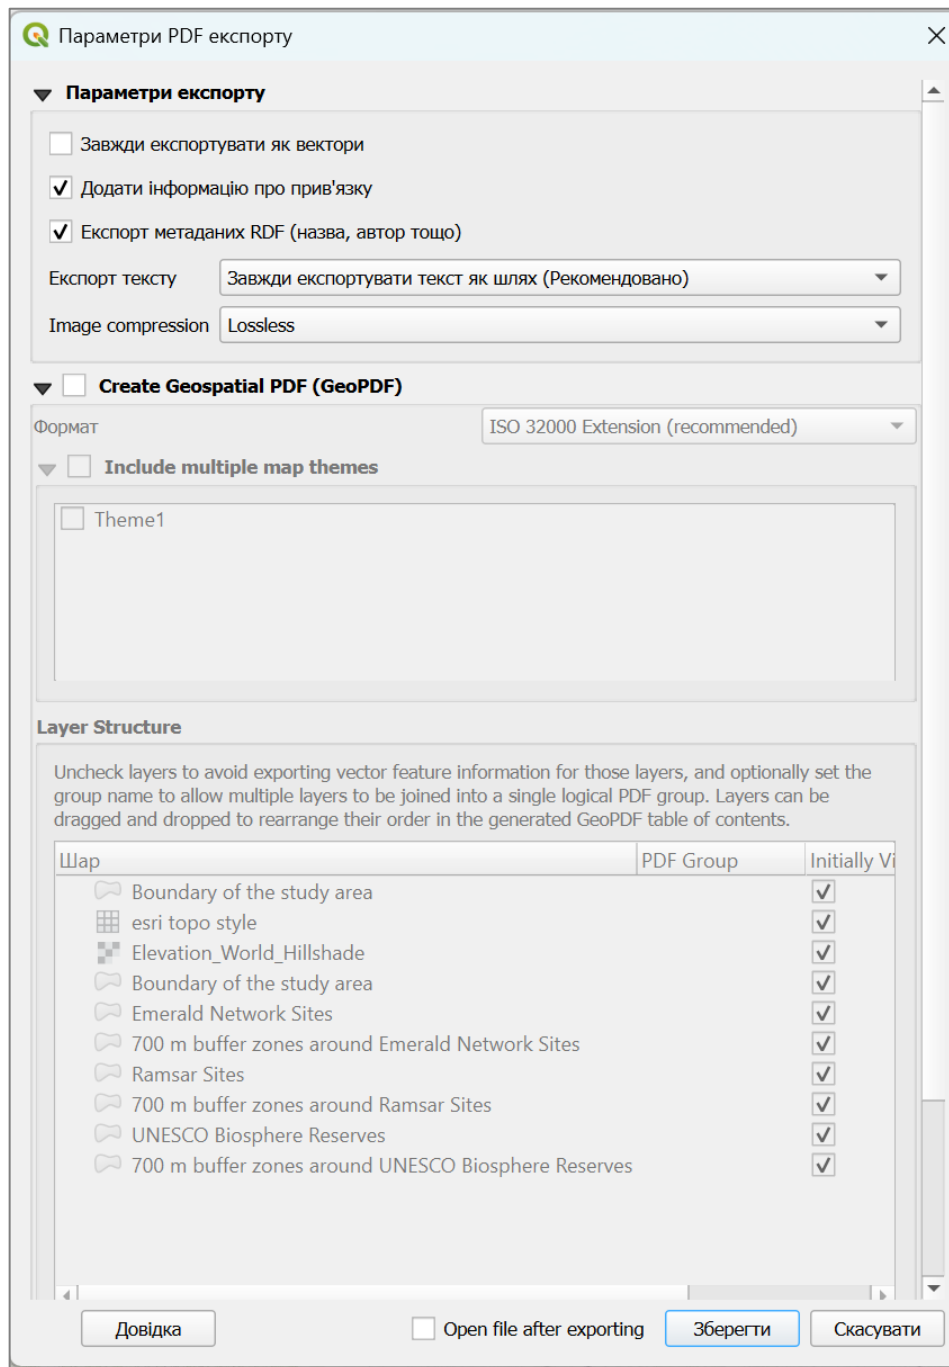 Параметри PDF експорту
Параметри експорту
Завжди експортувати як вектори
Додати інформацію про прив'язку
Експорт метаданих RDF (назва, автор тощо)
Експорт тексту Завжди експортувати текст як шлях (Рекомендовано)
Image compression Lossless
Create Geospatial PDF (GeoPDF)
Формат ISO 32000 Extension (recommended)
Include multiple map themes
Theme1
Layer Structure
Uncheck layers to avoid exporting vector feature information for those layers, and optionally set the
group name to allow multiple layers to be joined into a single logical PDF group. Layers can be
dragged and dropped to rearrange their order in the generated GeoPDF table of contents.
Шар PDF Group Initially Vi
Boundary of the study area
esri topo style
Elevation_World_Hillshade
Boundary of the study area
Emerald Network Sites
700 m buffer zones around Emerald Network Sites
Ramsar Sites
700 m buffer zones around Ramsar Sites
UNESCO Biosphere Reserves
700 m buffer zones around UNESCO Biosphere Reserves
Довідка Open file after exporting Зберегти Скасувати